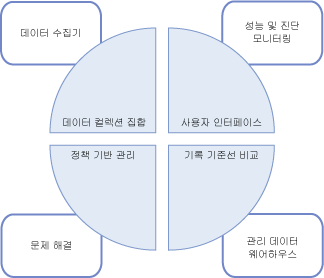 데이터 수집기
성능 및 진단
모니터링
데이터 컬렉션 집합
사용자 인터페이스
정책 기반 관리
기록 기준선 비교
문제 해결
관리 데이터
웨어하우스